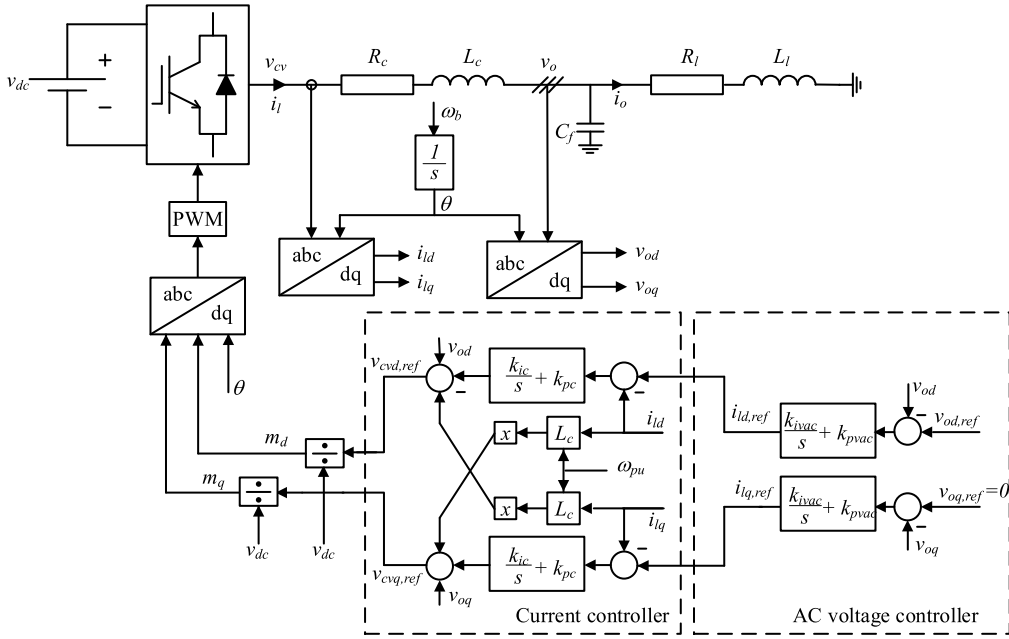 v_dc
+
−
v_cv
i_l
R_c
L_c
v_o
i_o
R_l
L_l
C_f
ω_b
1
s
θ
PWM
abc
dq
i_ld
i_lq
abc
dq
v_od
v_oq
abc
dq
θ
v_cvd,ref
v_od
−
k_ic
s
+ k_pc
−
i_ld,ref
i_ld
v_od
−
v_od,ref
k_ivac
s
+ k_pvac
m_d
÷
x
L_c
ω_pu
m_q
÷
v_dc
v_dc
x
L_c
i_lq
i_lq,ref
k_ivac
s
+ k_pvac
v_oq,ref=0
−
v_oq
v_cvq,ref
v_oq
k_ic
s
+ k_pc
−
Current controller
AC voltage controller